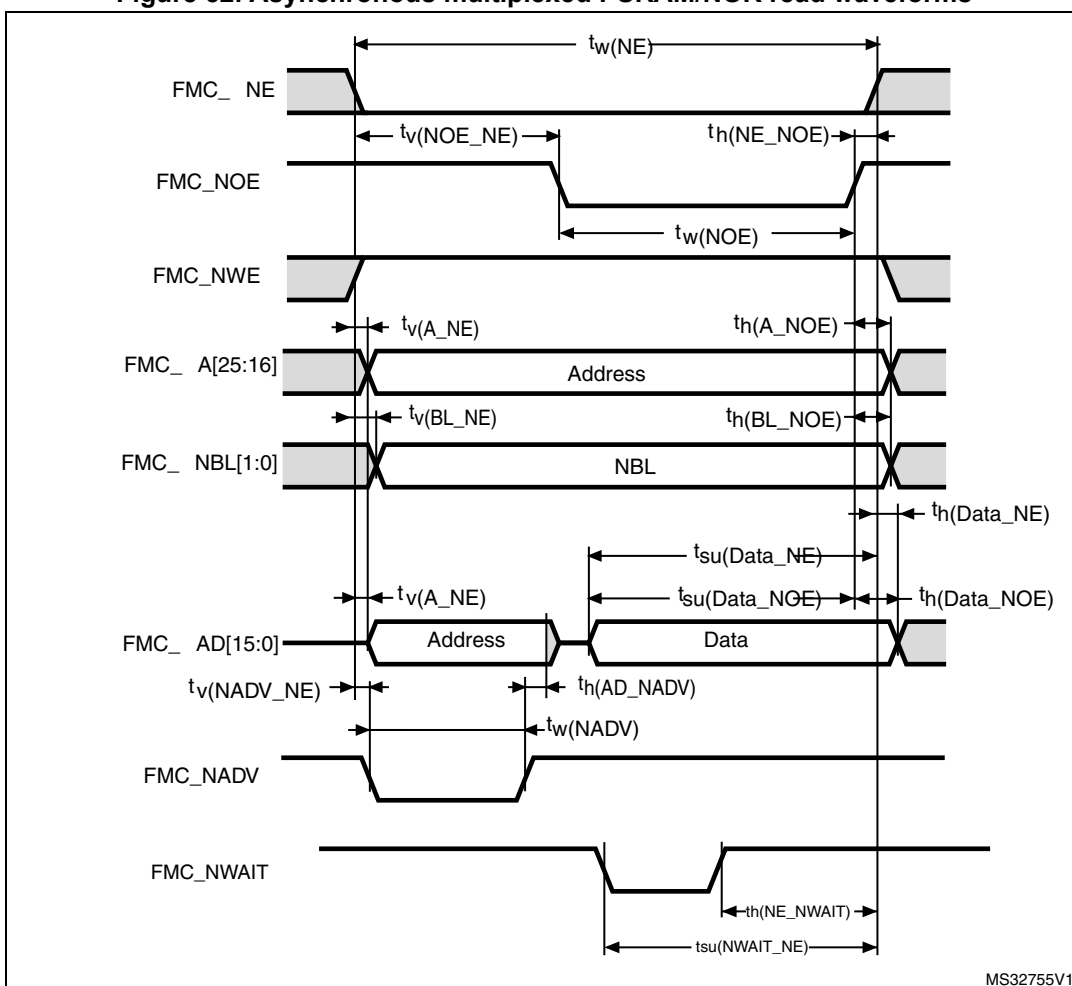 Asynchronous multiplexed PSRAM/NOR read waveforms
tw(NE)
FMC_ NE
tv(NOE_NE)
th(NE_NOE)
FMC_NOE
tw(NOE)
FMC_NWE
tv(A_NE)
th(A_NOE)
FMC_ A[25:16]
Address
tv(BL_NE)
th(BL_NOE)
FMC_ NBL[1:0]
NBL
th(Data_NE)
tsu(Data_NE)
tv(A_NE)
tsu(Data_NOE)
th(Data_NOE)
FMC_ AD[15:0]
Address
Data
tv(NADV_NE)
th(AD_NADV)
tw(NADV)
FMC_NADV
FMC_NWAIT
th(NE_NWAIT)
tsu(NWAIT_NE)
MS32755V1